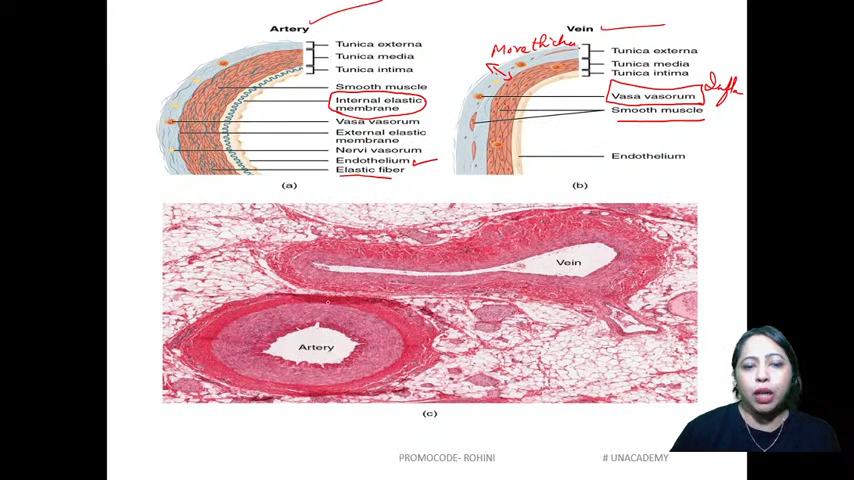 Artery
Vein
More thicker
Tunica externa
Tunica media
Tunica intima
Smooth muscle
Internal elastic
membrane
Vasa vasorum
External elastic
membrane
Nervi vasorum
Endothelium
Elastic fiber
(a)
Tunica externa
Tunica media
Tunica intima
Vasa vasorum
Smooth muscle
Endothelium
(b)
Vein
Artery
(c)
PROMOCODE- ROHINI
# UNACADEMY